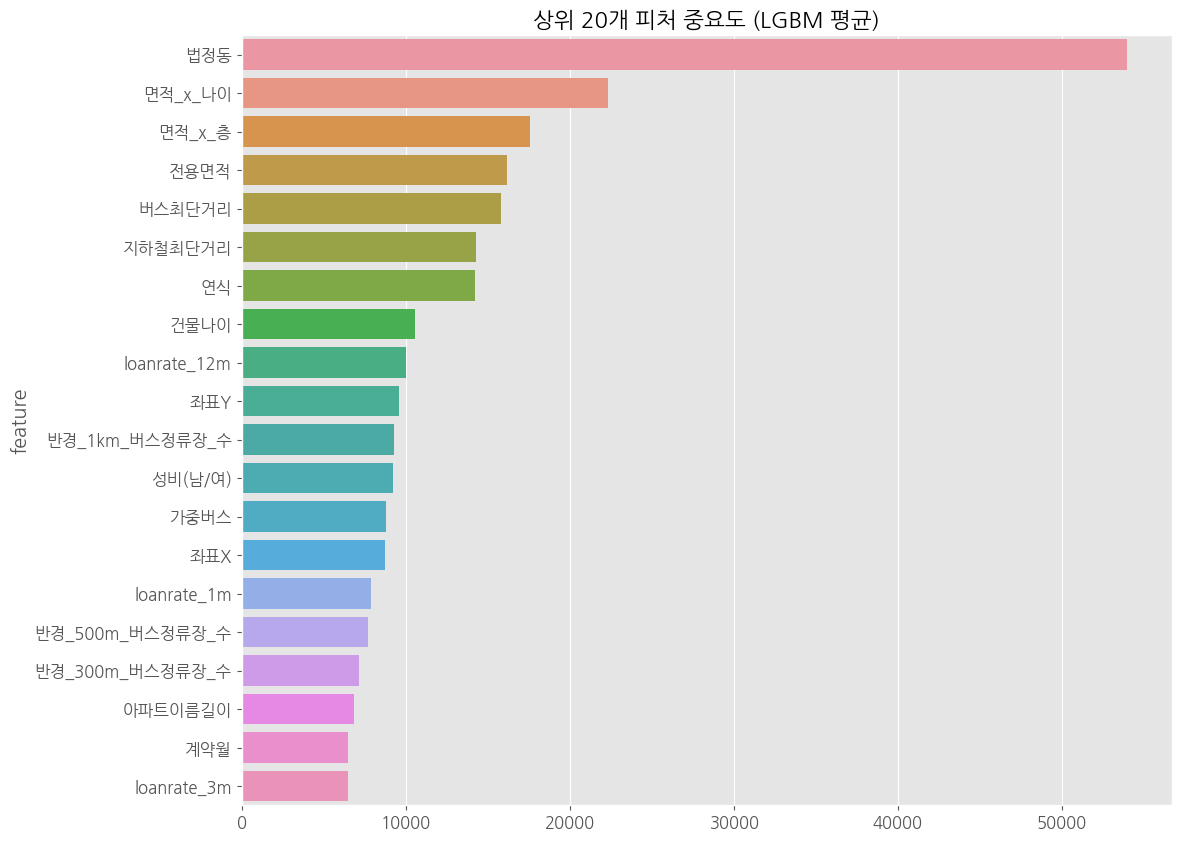 상위 20개 피처 중요도 (LGBM 평균)
feature
법정동
면적_x_나이
면적_x_층
전용면적
버스최단거리
지하철최단거리
연식
건물나이
loanrate_12m
좌표Y
반경_1km_버스정류장_수
성비(남/여)
가중버스
좌표X
loanrate_1m
반경_500m_버스정류장_수
반경_300m_버스정류장_수
아파트이름길이
계약월
loanrate_3m
0 10000 20000 30000 40000 50000